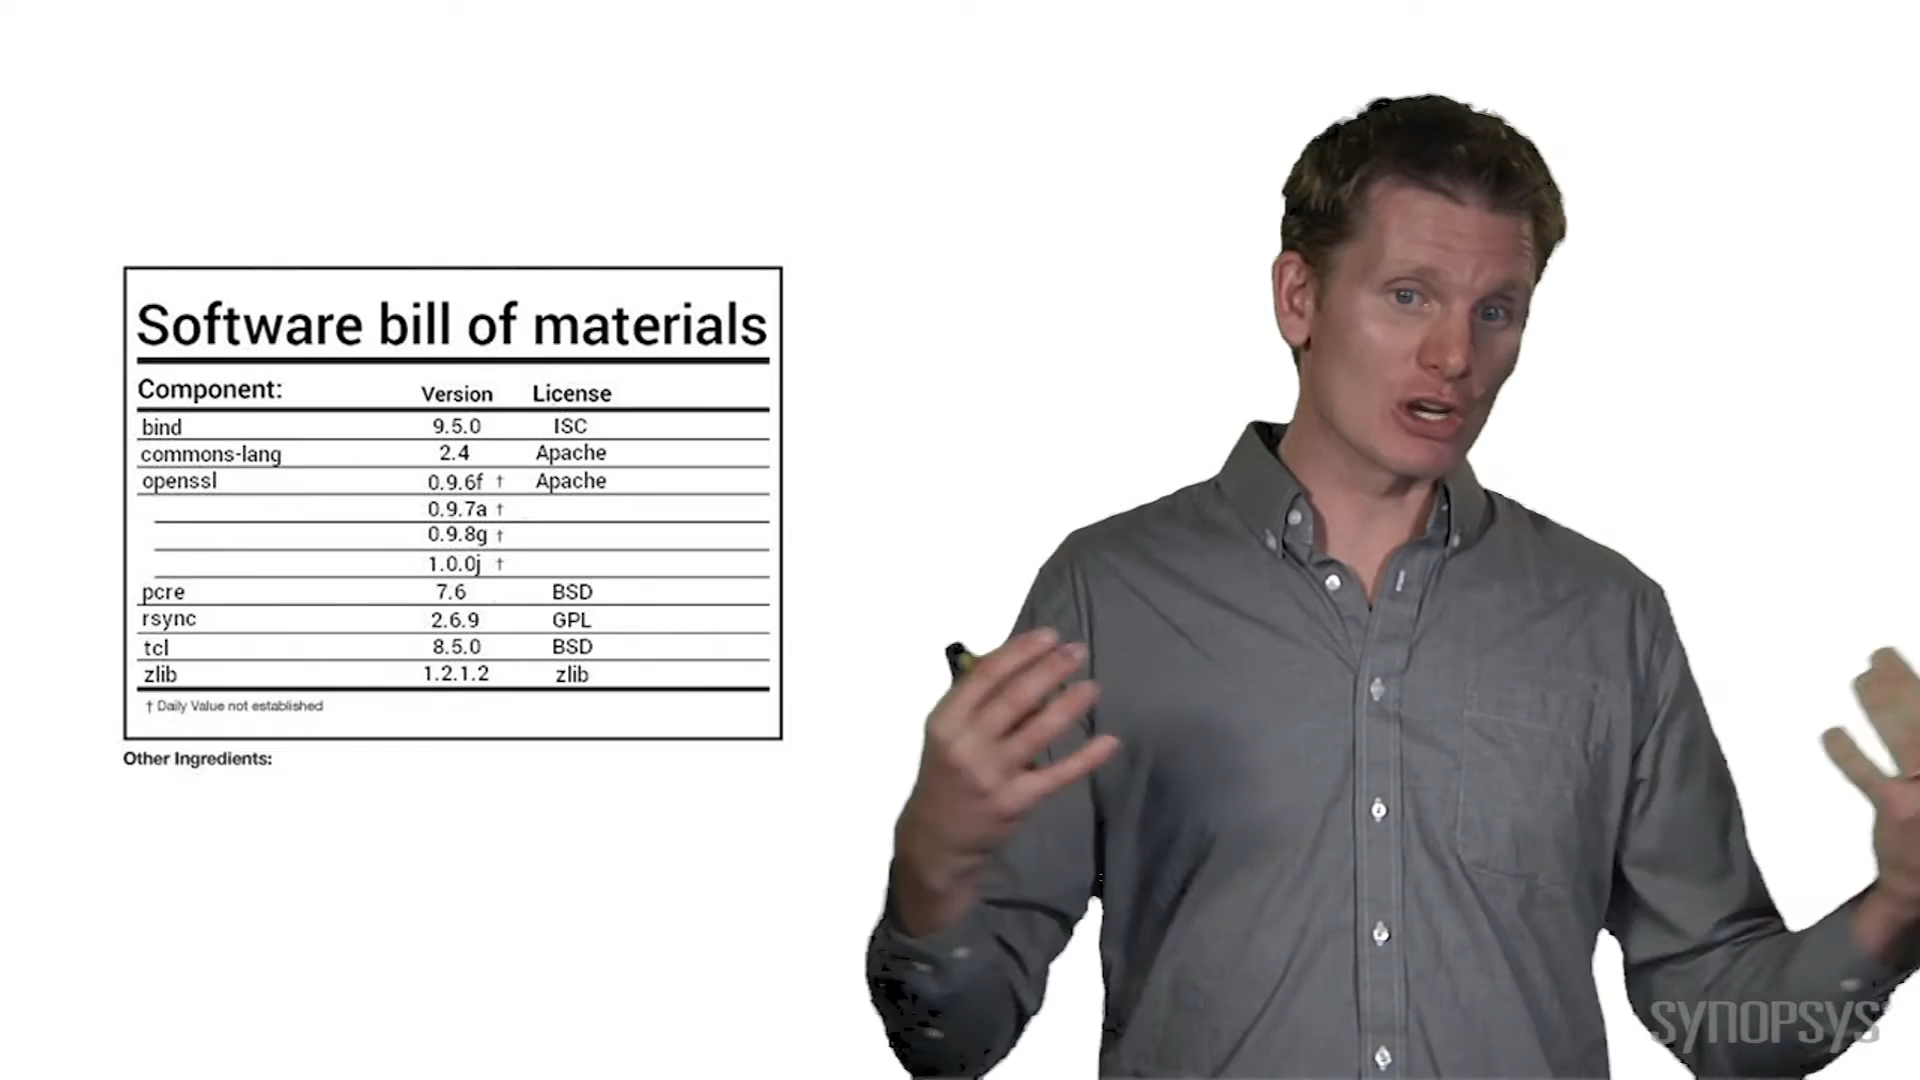 Software bill of materials
Component: Version License
bind 9.5.0 ISC
commons-lang 2.4 Apache
openssl 0.9.6f † Apache
0.9.7a †
0.9.8g †
1.0.0j †
pcre 7.6 BSD
rsync 2.6.9 GPL
tcl 8.5.0 BSD
zlib 1.2.1.2 zlib
† Daily Value not established
Other Ingredients:
SYNOPSYS